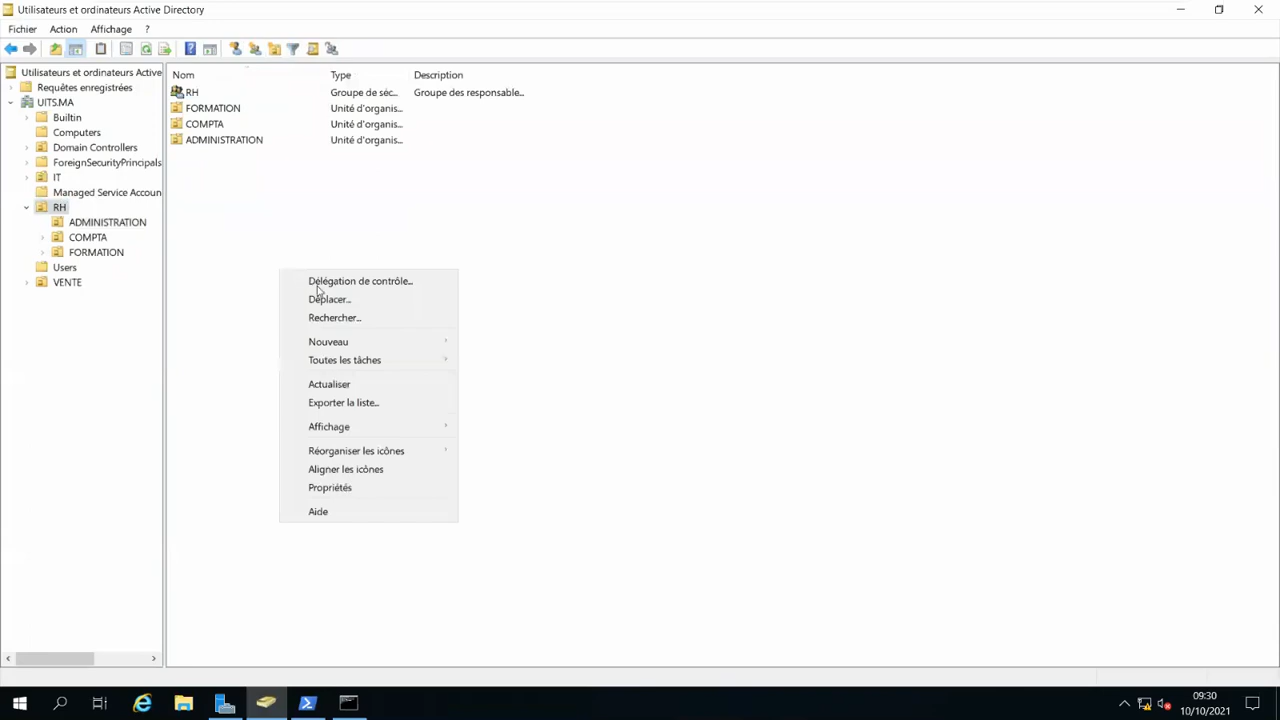 Utilisateurs et ordinateurs Active Directory
Fichier Action Affichage ?
Utilisateurs et ordinateurs Active
Requêtes enregistrées
UITS.MA
Builtin
Computers
Domain Controllers
ForeignSecurityPrincipals
IT
Managed Service Accoun
RH
ADMINISTRATION
COMPTA
FORMATION
Users
VENTE
Nom Type Description
RH Groupe de séc... Groupe des responsable...
FORMATION Unité d'organis...
COMPTA Unité d'organis...
ADMINISTRATION Unité d'organis...
Délégation de contrôle...
Déplacer...
Rechercher...
Nouveau
Toutes les tâches
Actualiser
Exporter la liste...
Affichage
Réorganiser les icônes
Aligner les icônes
Propriétés
Aide
09:30
10/10/2021